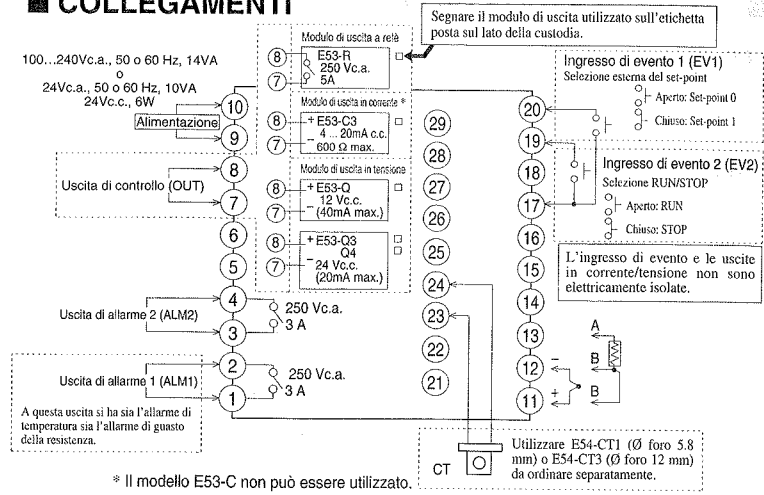 ■ COLLEGAMENTI
Segnare il modulo di uscita utilizzato sull'etichetta
posta sul lato della custodia.
100...240Vc.a., 50 o 60 Hz, 14VA
o
24Vc.a., 50 o 60 Hz, 10VA
24Vc.c., 6W
Alimentazione
10
9
Uscita di controllo (OUT)
8
7
6
5
Uscita di allarme 2 (ALM2)
4
3
250 Vc.a.
3 A
Uscita di allarme 1 (ALM1)
2
1
250 Vc.a.
3 A
A questa uscita si ha sia l'allarme di
temperatura sia l'allarme di guasto
della resistenza.
Modulo di uscita a relè
8
7
E53-R
250 Vc.a.
5A
Modulo di uscita in corrente *
8
7
+ E53-C3
4 ... 20mA c.c.
− 600 Ω max.
Modulo di uscita in tensione
8
7
+ E53-Q
12 Vc.c.
− (40mA max.)
8
7
+ E53-Q3
Q4
− 24 Vc.c.
(20mA max.)
29
28
27
26
25
24
23
22
21
20
19
18
17
16
15
14
13
12
11
Ingresso di evento 1 (EV1)
Selezione esterna del set-point
Aperto: Set-point 0
Chiuso: Set-point 1
Ingresso di evento 2 (EV2)
Selezione RUN/STOP
Aperto: RUN
Chiuso: STOP
L'ingresso di evento e le uscite
in corrente/tensione non sono
elettricamente isolate.
A
B
B
−
+
CT
Utilizzare E54-CT1 (Ø foro 5.8
mm) o E54-CT3 (Ø foro 12 mm)
da ordinare separatamente.
* Il modello E53-C non può essere utilizzato.